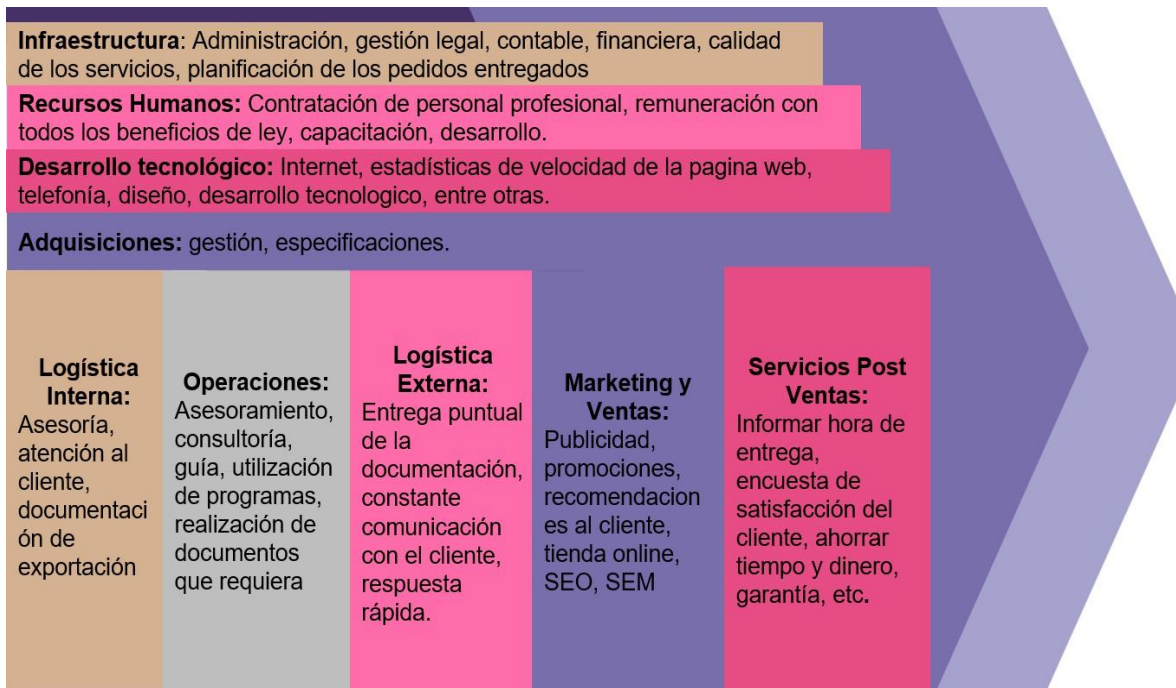 Infraestructura: Administración, gestión legal, contable, financiera, calidad
de los servicios, planificación de los pedidos entregados
Recursos Humanos: Contratación de personal profesional, remuneración con
todos los beneficios de ley, capacitación, desarrollo.
Desarrollo tecnológico: Internet, estadísticas de velocidad de la pagina web,
telefonía, diseño, desarrollo tecnologico, entre otras.
Adquisiciones: gestión, especificaciones.
Logística
Interna:
Asesoría,
atención al
cliente,
documentaci
ón de
exportación
Operaciones:
Asesoramiento,
consultoría,
guía, utilización
de programas,
realización de
documentos
que requiera
Logística
Externa:
Entrega puntual
de la
documentación,
constante
comunicación
con el cliente,
respuesta
rápida.
Marketing y
Ventas:
Publicidad,
promociones,
recomendacion
es al cliente,
tienda online,
SEO, SEM
Servicios Post
Ventas:
Informar hora de
entrega,
encuesta de
satisfacción del
cliente, ahorrar
tiempo y dinero,
garantía, etc.